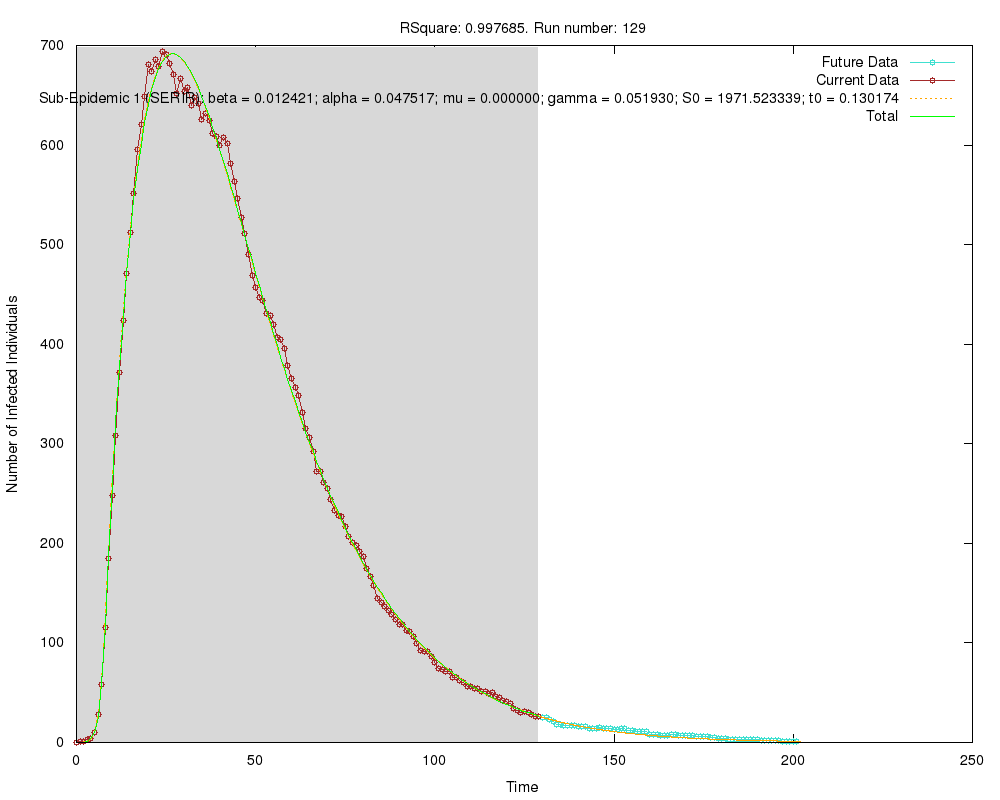 RSquare: 0.997685. Run number: 129
700
600
500
400
300
200
100
0
Number of Infected Individuals
Future Data
Current Data
Sub-Epidemic 1 beta = 0.012421; alpha = 0.047517; mu = 0.000000; gamma = 0.051930; S0 = 1971.523339; t0 = 0.130174
Total
0 50 100 150 200 250
Time